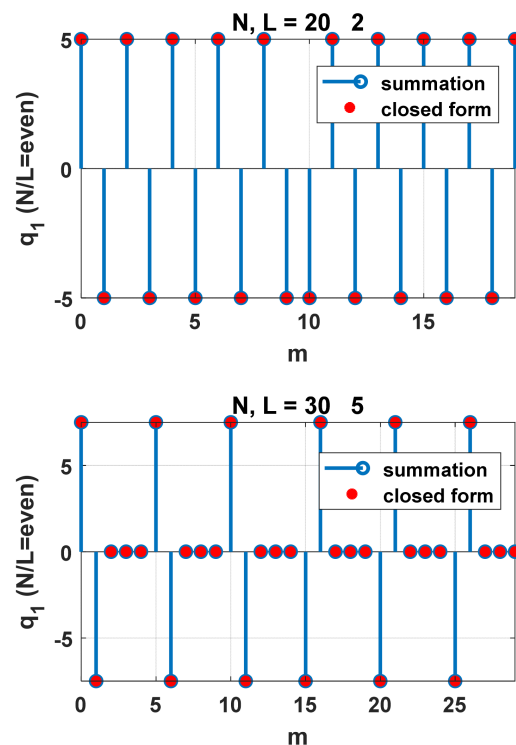 N, L = 20 2
5
0
-5
q1 (N/L=even)
summation
closed form
0 5 10 15
m
N, L = 30 5
5
0
-5
q1 (N/L=even)
summation
closed form
0 5 10 15 20 25
m